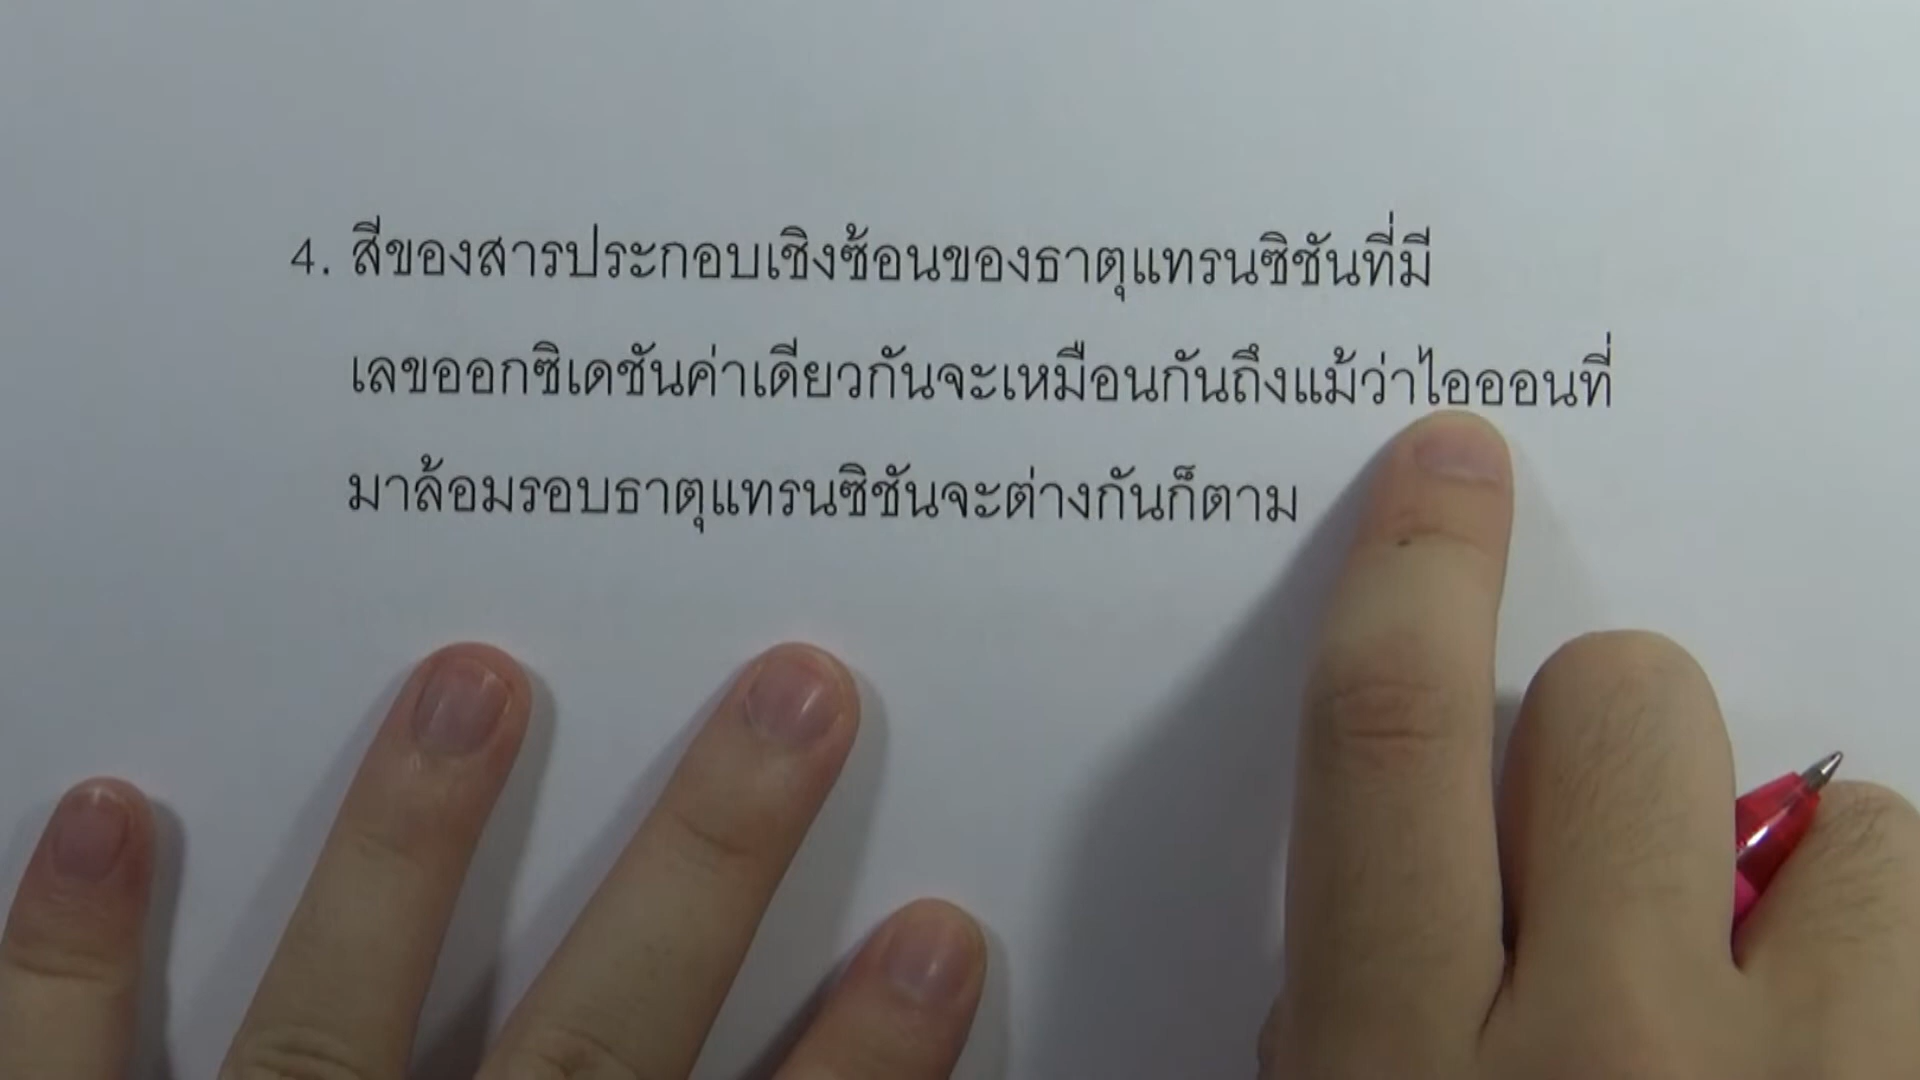 4. สีของสารประกอบเชิงซ้อนของธาตุแทรนซิชันที่มี
เลขออกซิเดชันค่าเดียวกันจะเหมือนกันถึงแม้ว่าไอออนที่
มาล้อมรอบธาตุแทรนซิชันจะต่างกันก็ตาม